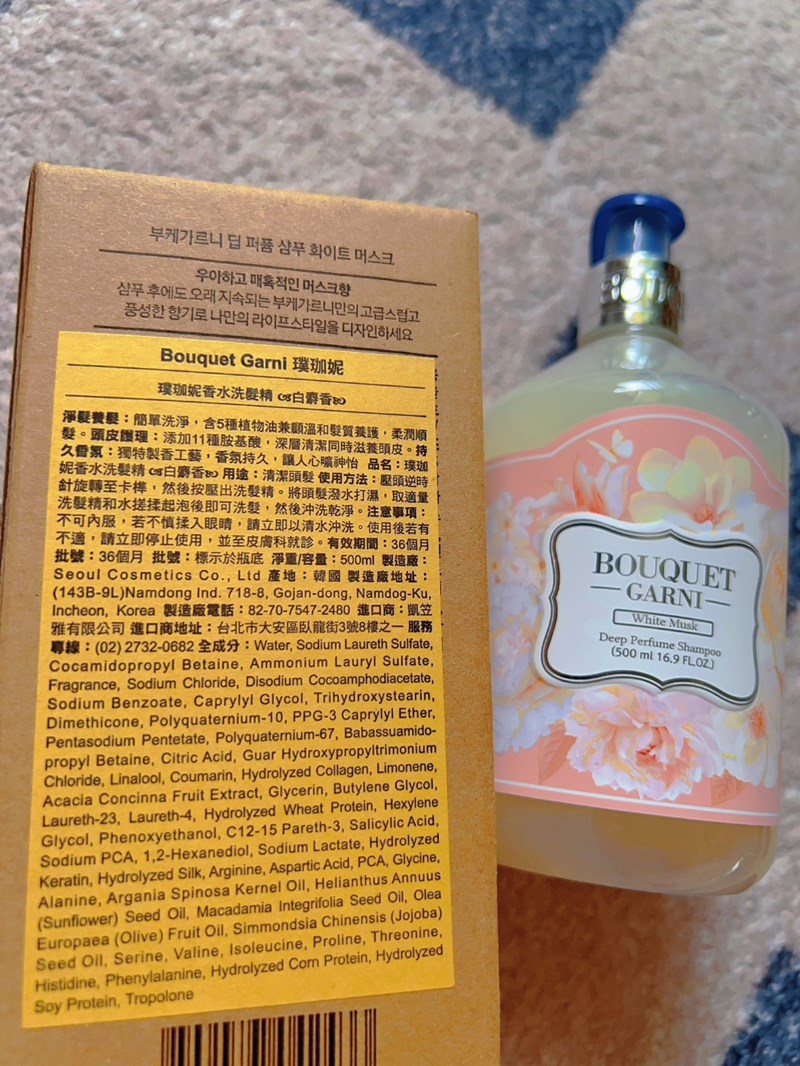 부케가르니 딥 퍼퓸 샴푸 화이트 머스크
우아하고 매혹적인 머스크향
샴푸 후에도 오래 지속되는 부케가르니만의 고급스럽고
풍성한 향기로 나만의 라이프스타일을 디자인하세요
Bouquet Garni 璞珈妮
璞珈妮香水洗髮精 ૮白麝香ა
淨髮養髮：簡單洗淨，含5種植物油兼顧溫和髮質養護，柔潤順
髮。頭皮護理：添加11種胺基酸，深層清潔同時滋養頭皮。持
久香氛：獨特製香工藝，香氛持久，讓人心曠神怡 品名：璞珈
妮香水洗髮精 白麝香 用途：清潔頭髮 使用方法：壓頭逆時
針旋轉至卡榫，然後按壓出洗髮精。將頭髮潑水打濕，取適量
洗髮精和水搓揉起泡後即可洗髮，然後沖洗乾淨。注意事項：
不可內服，若不慎揉入眼睛，請立即以清水沖洗。使用後若有
不適，請立即停止使用，並至皮膚科就診。有效期間：36個月
批號：36個月 批號：標示於瓶底 淨重/容量：500ml 製造廠：
Seoul Cosmetics Co., Ltd 產地：韓國 製造廠地址：
(143B-9L)Namdong Ind. 718-8, Gojan-dong, Namdog-Ku,
Incheon, Korea 製造廠電話：82-70-7547-2480 進口商：凱笠
雅有限公司 進口商地址：台北市大安區臥龍街3號8樓之一 服務
專線：(02) 2732-0682 全成分：Water, Sodium Laureth Sulfate,
Cocamidopropyl Betaine, Ammonium Lauryl Sulfate,
Fragrance, Sodium Chloride, Disodium Cocoamphodiacetate,
Sodium Benzoate, Caprylyl Glycol, Trihydroxystearin,
Dimethicone, Polyquaternium-10, PPG-3 Caprylyl Ether,
Pentasodium Pentetate, Polyquaternium-67, Babassuamido-
propyl Betaine, Citric Acid, Guar Hydroxypropyltrimonium
Chloride, Linalool, Coumarin, Hydrolyzed Collagen, Limonene,
Acacia Concinna Fruit Extract, Glycerin, Butylene Glycol,
Laureth-23, Laureth-4, Hydrolyzed Wheat Protein, Hexylene
Glycol, Phenoxyethanol, C12-15 Pareth-3, Salicylic Acid,
Sodium PCA, 1,2-Hexanediol, Sodium Lactate, Hydrolyzed
Keratin, Hydrolyzed Silk, Arginine, Aspartic Acid, PCA, Glycine,
Alanine, Argania Spinosa Kernel Oil, Helianthus Annuus
(Sunflower) Seed Oil, Macadamia Integrifolia Seed Oil, Olea
Europaea (Olive) Fruit Oil, Simmondsia Chinensis (Jojoba)
Seed Oil, Serine, Valine, Isoleucine, Proline, Threonine,
Histidine, Phenylalanine, Hydrolyzed Corn Protein, Hydrolyzed
Soy Protein, Tropolone
BOUQUET
GARNI
White Musk
Deep Perfume Shampoo
(500 ml 16.9 FL.OZ.)